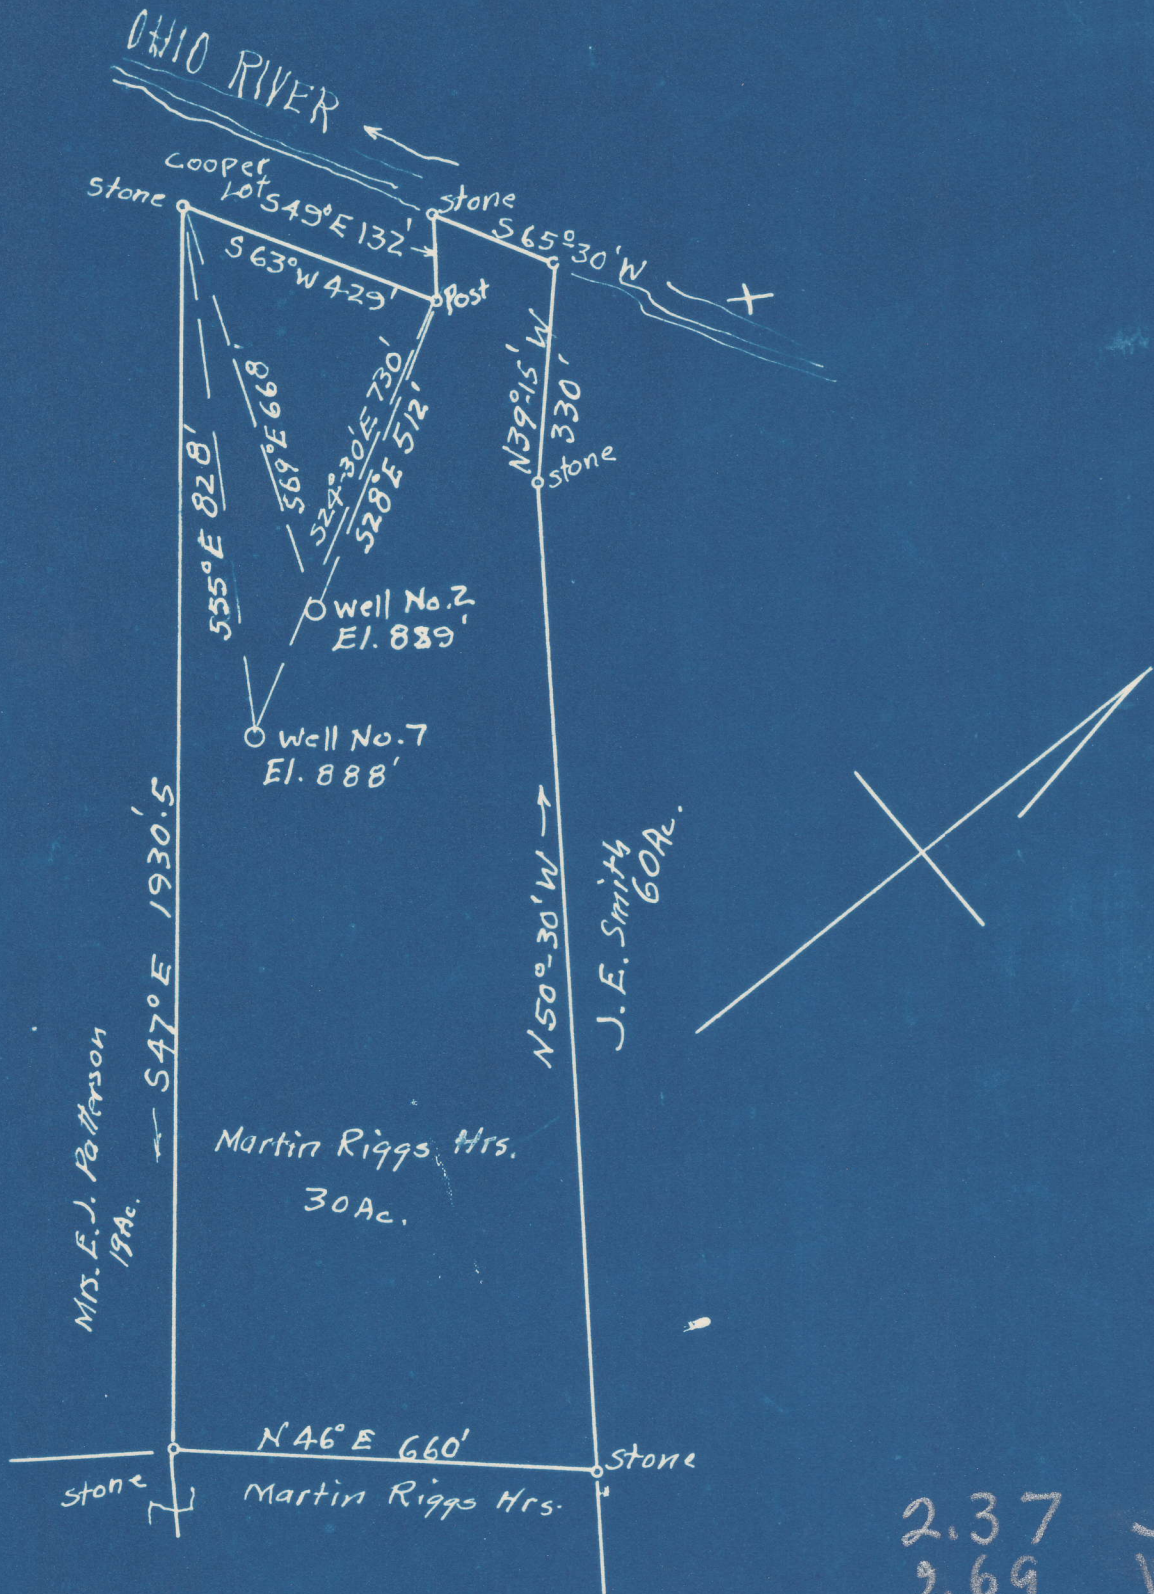 OHIO RIVER
Cooper
Lot S49°E 132'
Stone
Stone
S65°-30'W
S63°W 429'
Post
N39°-15'W
330'
Stone
S55°E 828'
S69°E 668'
S24°-30'E 730'
S28°E 512'
Well No.2
El. 889'
Well No.7
El. 888'
S47°E 1930'.5
N50°-30'W
J.E. Smith
60Ac.
Mrs. E.J. Patterson
19Ac.
Martin Riggs Hrs.
30Ac.
N46°E 660'
Stone
Stone
Martin Riggs Hrs.
2.37
2.69